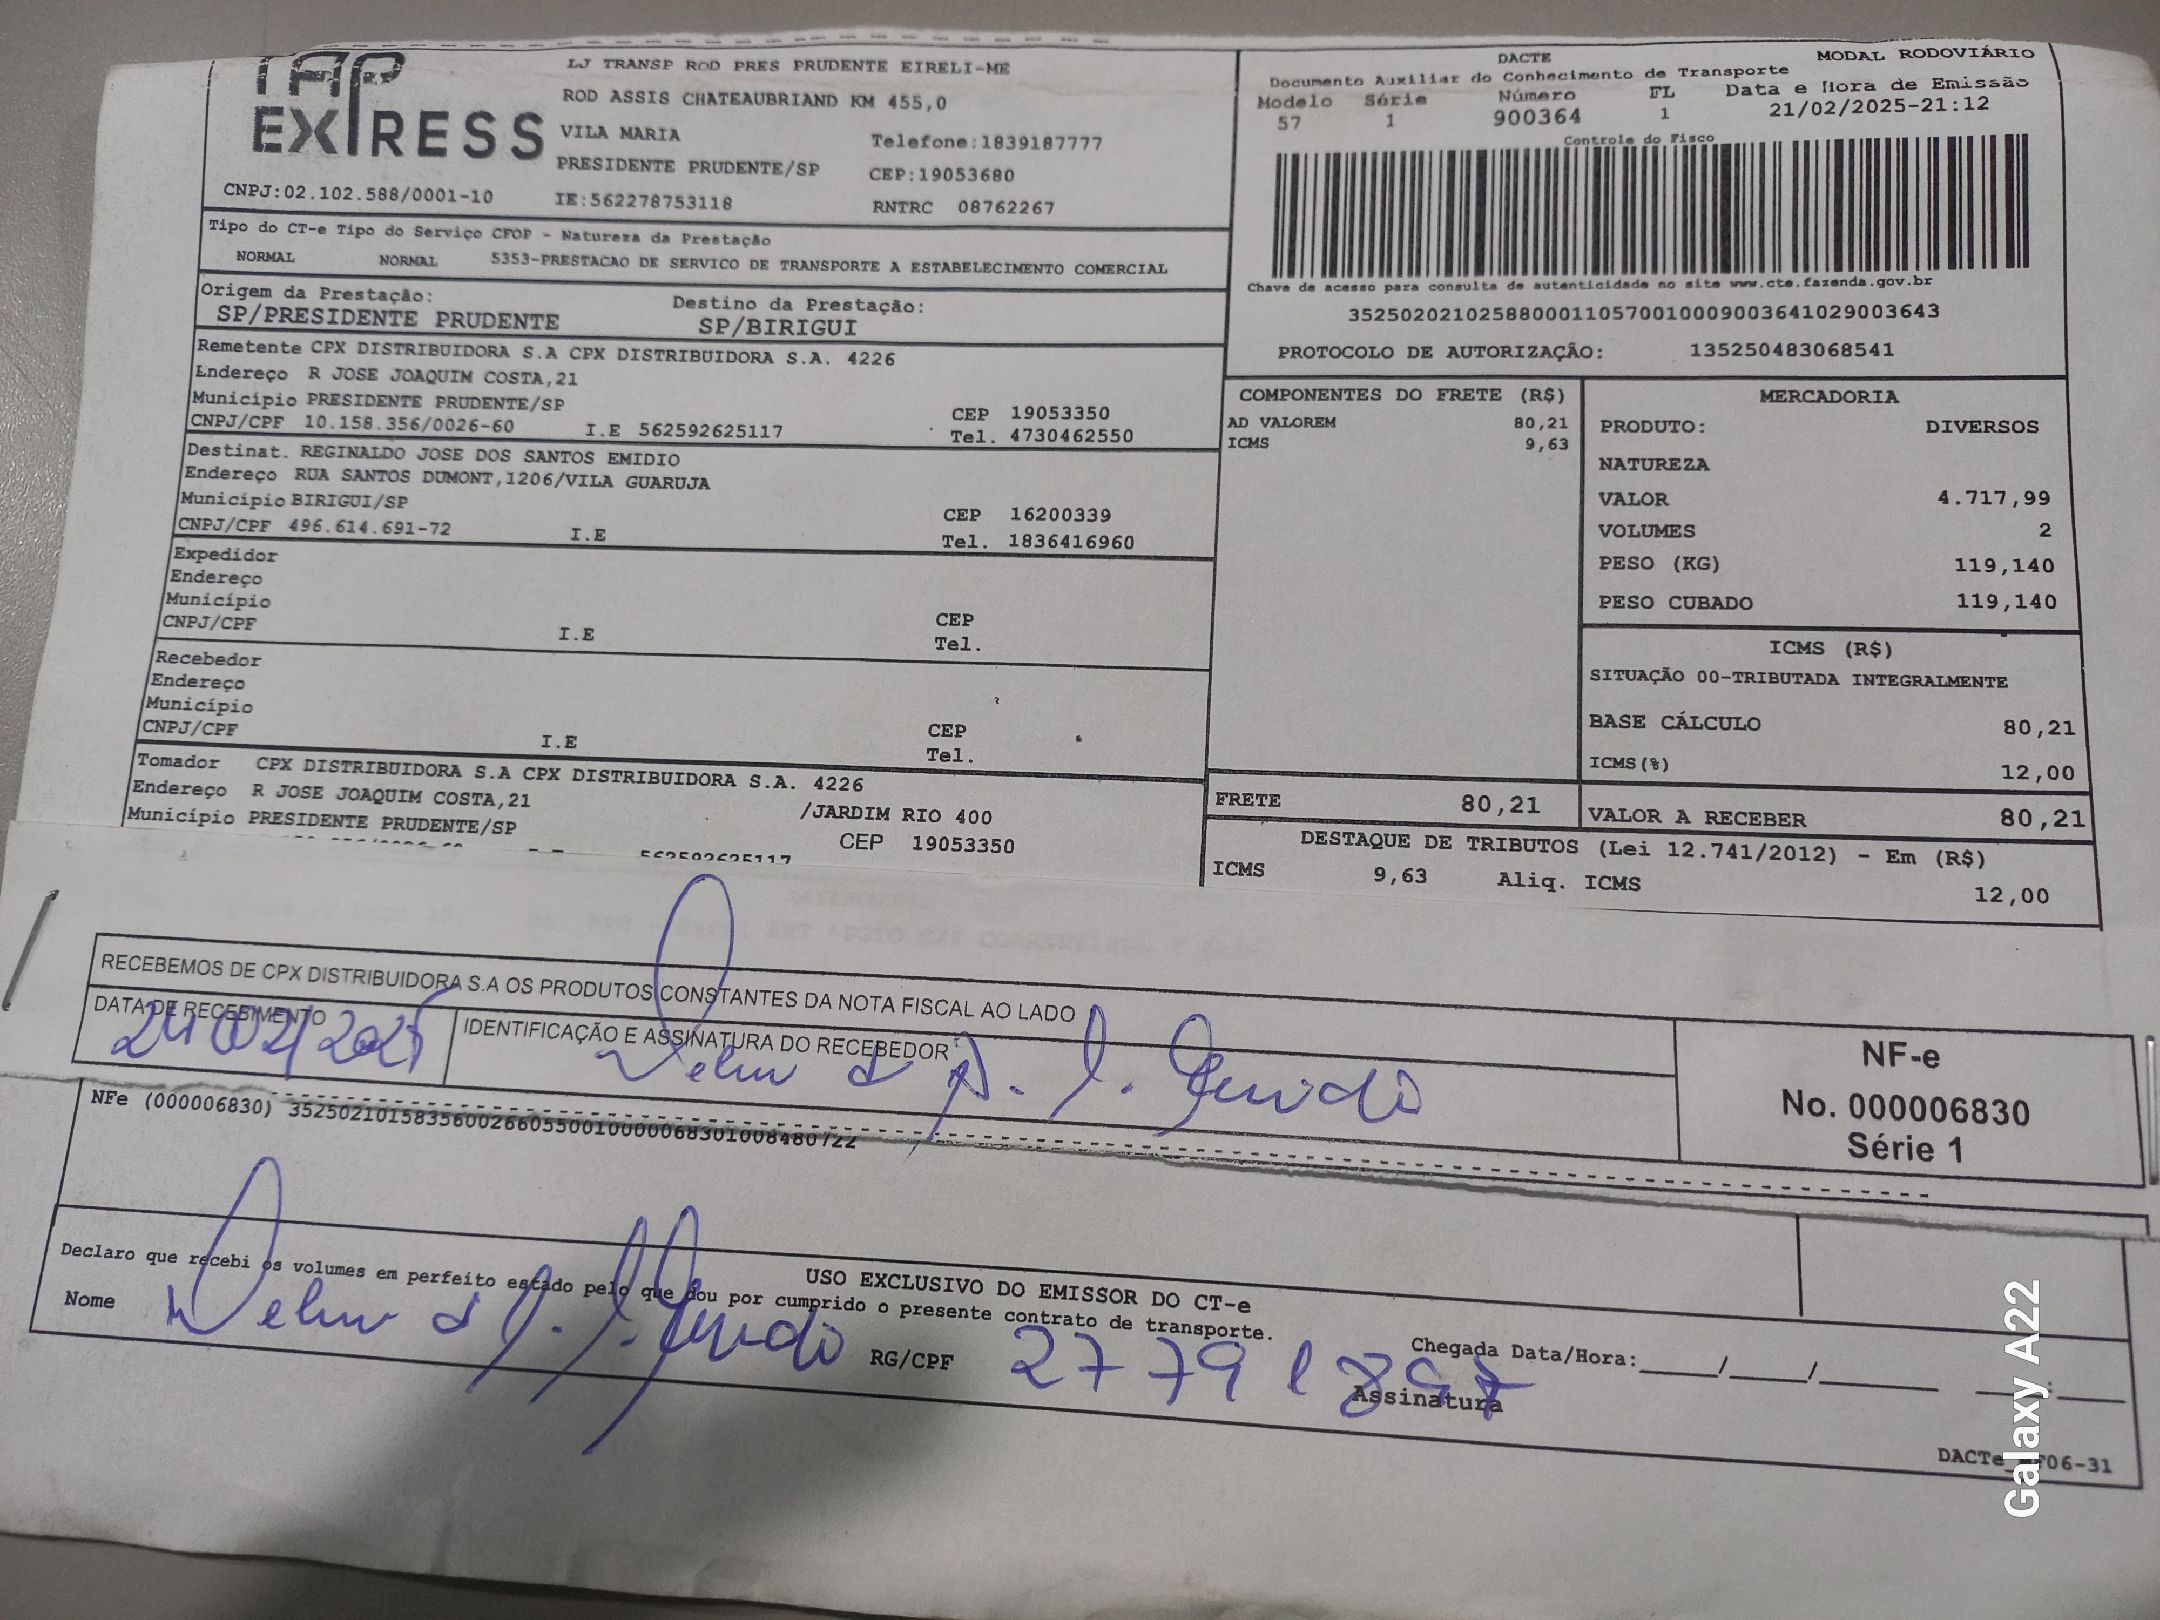 TAP
EXPRESS
LJ TRANSP ROD PRES PRUDENTE EIRELI-ME
ROD ASSIS CHATEAUBRIAND KM 455,0
VILA MARIA Telefone:1839187777
PRESIDENTE PRUDENTE/SP CEP:19053680
CNPJ:02.102.588/0001-10 IE:562278753118 RNTRC 08762267
DACTE MODAL RODOVIÁRIO
Documento Auxiliar do Conhecimento de Transporte
Modelo Série Número FL Data e Hora de Emissão
57 1 900364 1 21/02/2025-21:12
Controle do Fisco
Chave de acesso para consulta de autenticidade no site www.cte.fazenda.gov.br
35250202102588000110570010009003641029003643
PROTOCOLO DE AUTORIZAÇÃO: 135250483068541
Tipo do CT-e Tipo do Serviço CFOP - Natureza da Prestação
NORMAL NORMAL 5353-PRESTACAO DE SERVICO DE TRANSPORTE A ESTABELECIMENTO COMERCIAL
Origem da Prestação: Destino da Prestação:
SP/PRESIDENTE PRUDENTE SP/BIRIGUI
Remetente CPX DISTRIBUIDORA S.A CPX DISTRIBUIDORA S.A. 4226
Endereço R JOSE JOAQUIM COSTA,21
Município PRESIDENTE PRUDENTE/SP CEP 19053350
CNPJ/CPF 10.158.356/0026-60 I.E 562592625117 Tel. 4730462550
Destinat. REGINALDO JOSE DOS SANTOS EMIDIO
Endereço RUA SANTOS DUMONT,1206/VILA GUARUJA
Município BIRIGUI/SP CEP 16200339
CNPJ/CPF 496.614.691-72 I.E Tel. 1836416960
Expedidor
Endereço
Município CEP
CNPJ/CPF I.E Tel.
Recebedor
Endereço
Município CEP
CNPJ/CPF I.E Tel.
Tomador CPX DISTRIBUIDORA S.A CPX DISTRIBUIDORA S.A. 4226
Endereço R JOSE JOAQUIM COSTA,21 /JARDIM RIO 400
Município PRESIDENTE PRUDENTE/SP CEP 19053350
562592625117
COMPONENTES DO FRETE (R$)
AD VALOREM 80,21
ICMS 9,63
FRETE 80,21
MERCADORIA
PRODUTO: DIVERSOS
NATUREZA
VALOR 4.717,99
VOLUMES 2
PESO (KG) 119,140
PESO CUBADO 119,140
ICMS (R$)
SITUAÇÃO 00-TRIBUTADA INTEGRALMENTE
BASE CÁLCULO 80,21
ICMS(%) 12,00
VALOR A RECEBER 80,21
DESTAQUE DE TRIBUTOS (Lei 12.741/2012) - Em (R$)
ICMS 9,63 Aliq. ICMS 12,00
RECEBEMOS DE CPX DISTRIBUIDORA S.A OS PRODUTOS CONSTANTES DA NOTA FISCAL AO LADO
DATA DE RECEBIMENTO IDENTIFICAÇÃO E ASSINATURA DO RECEBEDOR
24/02/2025
NF-e
No. 000006830
Série 1
NFe (000006830) 35250210158356002660550010000068301008480722
USO EXCLUSIVO DO EMISSOR DO CT-e
Declaro que recebi os volumes em perfeito estado pelo que dou por cumprido o presente contrato de transporte.
Nome RG/CPF 27791897 Assinatura
Chegada Data/Hora:____/____/______ ___:____
Galaxy A22